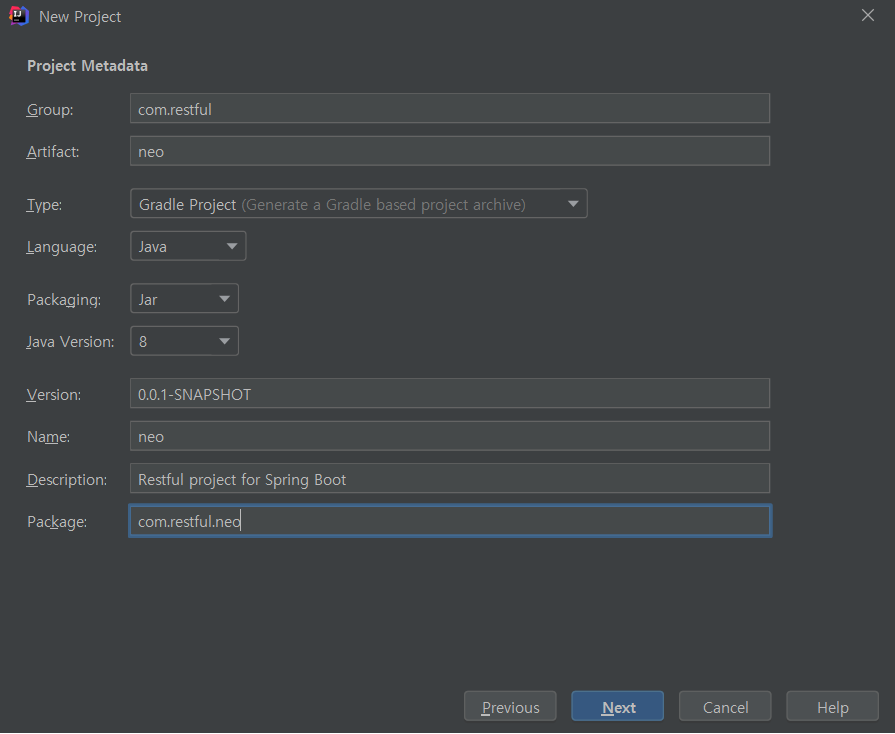 New Project
Project Metadata
Group: com.restful
Artifact: neo
Type: Gradle Project (Generate a Gradle based project archive)
Language: Java
Packaging: Jar
Java Version: 8
Version: 0.0.1-SNAPSHOT
Name: neo
Description: Restful project for Spring Boot
Package: com.restful.neo
Previous Next Cancel Help